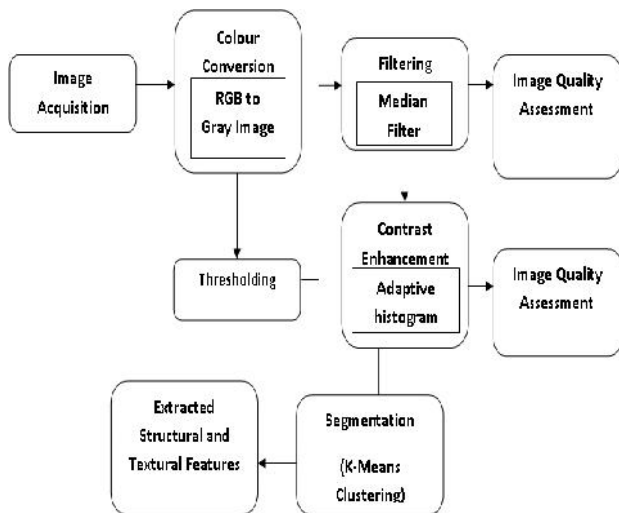 Image
Acquisition
Colour
Conversion
RGB to
Gray Image
Filtering
Median
Filter
Image Quality
Assessment
Thresholding
Contrast
Enhancement
Adaptive
histogram
Image Quality
Assessment
Extracted
Structural and
Textural Features
Segmentation
(K-Means
Clustering)